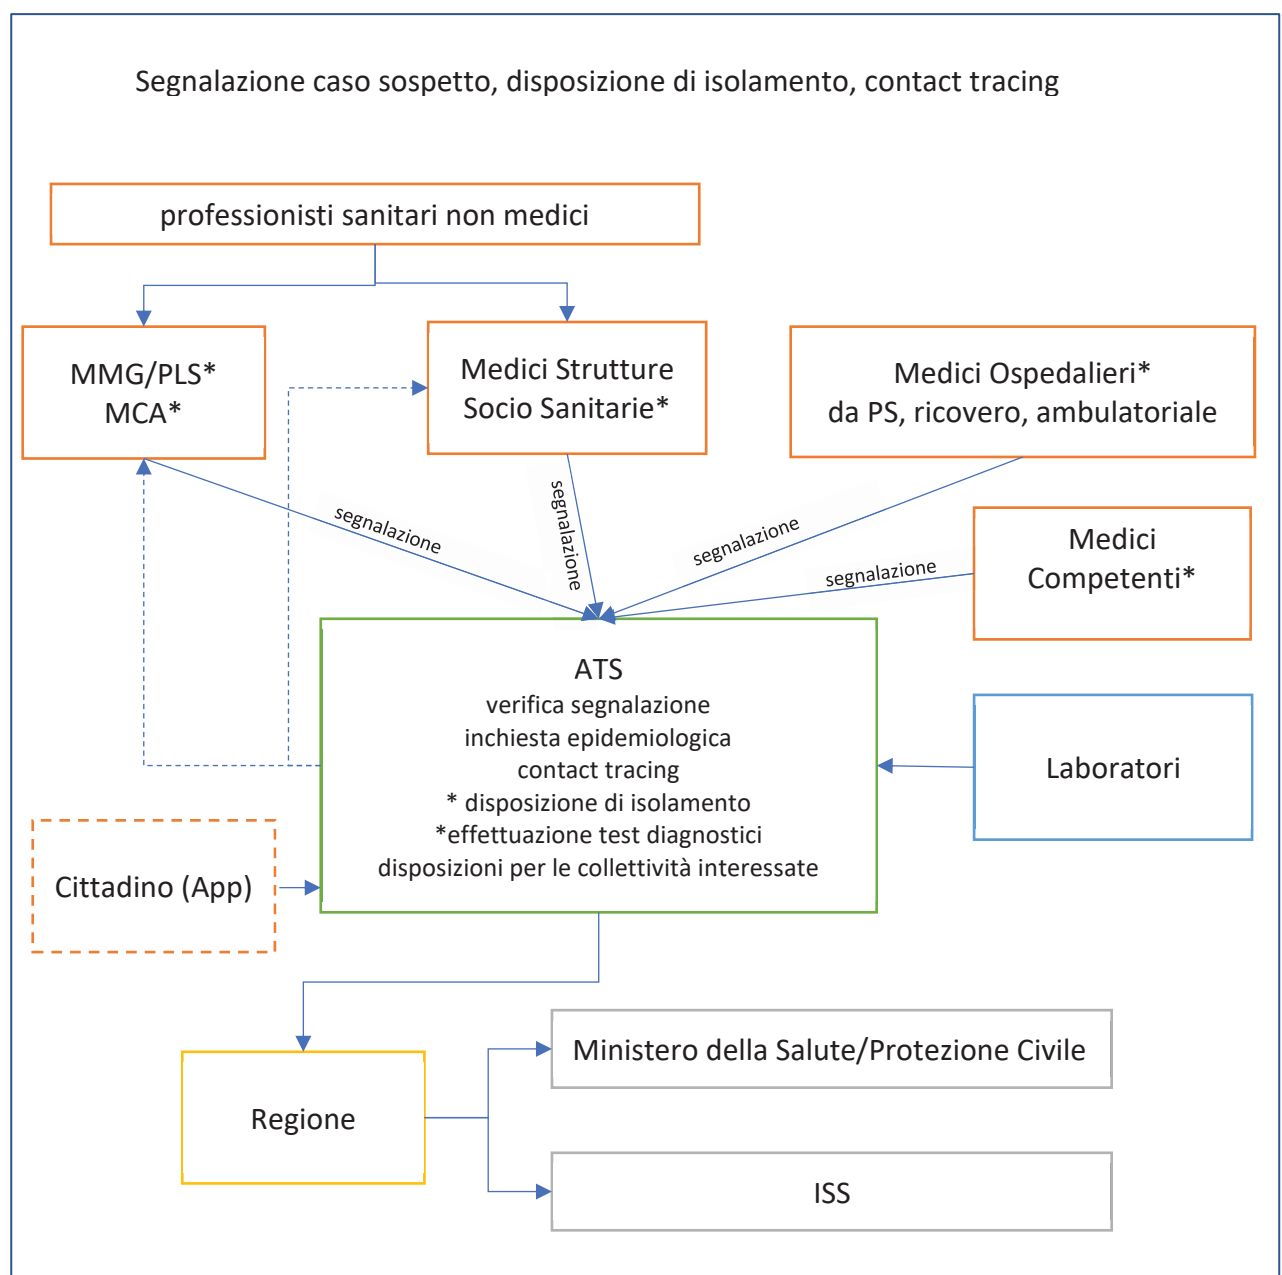 Segnalazione caso sospetto, disposizione di isolamento, contact tracing
professionisti sanitari non medici
MMG/PLS*
MCA*
Medici Strutture
Socio Sanitarie*
Medici Ospedalieri*
da PS, ricovero, ambulatoriale
segnalazione
segnalazione
segnalazione
segnalazione
Medici
Competenti*
ATS
verifica segnalazione
inchiesta epidemiologica
contact tracing
* disposizione di isolamento
*effettuazione test diagnostici
disposizioni per le collettività interessate
Laboratori
Cittadino (App)
Regione
Ministero della Salute/Protezione Civile
ISS